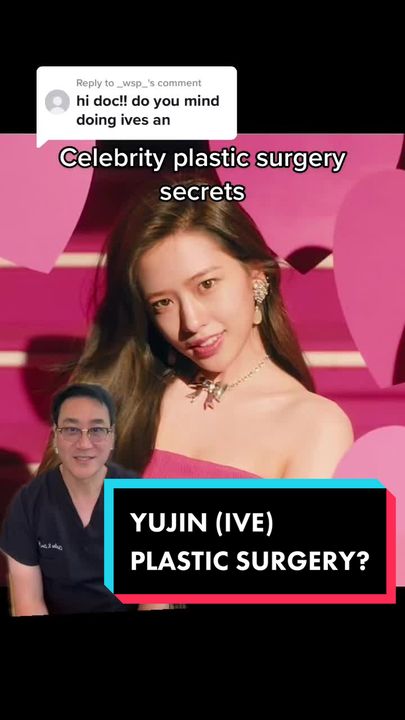 Reply to _wsp_'s comment
hi doc!! do you mind
doing ives an
Celebrity plastic surgery
secrets
YUJIN (IVE)
PLASTIC SURGERY?